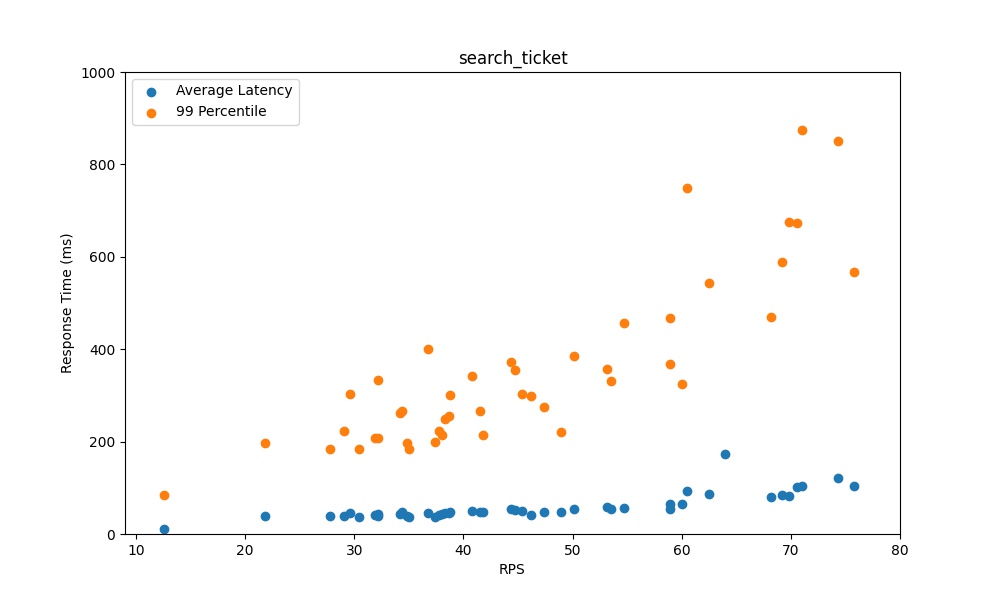 search_ticket
1000
800
600
400
200
0
Response Time (ms)
Average Latency
99 Percentile
10 20 30 40 50 60 70 80
RPS